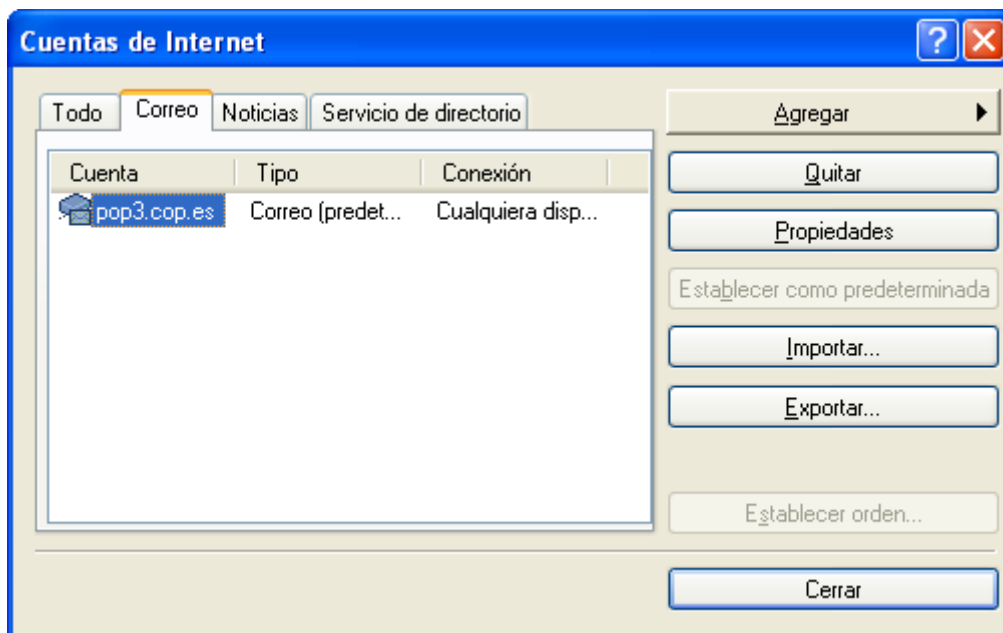 Cuentas de Internet
Todo
Correo
Noticias
Servicio de directorio
Cuenta Tipo Conexión
pop3.cop.es Correo (predet... Cualquiera disp...
Agregar
Quitar
Propiedades
Establecer como predeterminada
Importar...
Exportar...
Establecer orden...
Cerrar